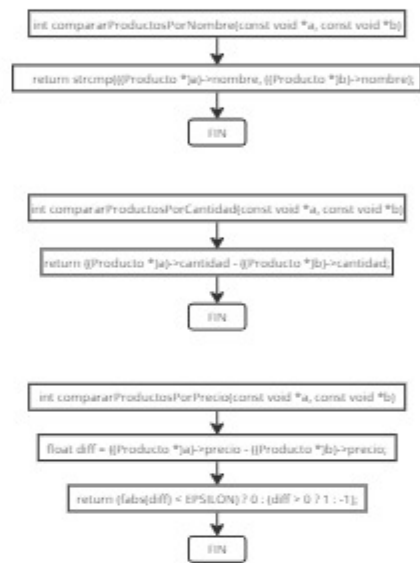 int compararProductosPorNombre(const void *a, const void *b)
return strcmp(((Producto *)a)->nombre, ((Producto *)b)->nombre);
FIN
int compararProductosPorCantidad(const void *a, const void *b)
return ((Producto *)a)->cantidad - ((Producto *)b)->cantidad;
FIN
int compararProductosPorPrecio(const void *a, const void *b)
float diff = ((Producto *)a)->precio - ((Producto *)b)->precio;
return (fabs(diff) < EPSILON) ? 0 : (diff > 0 ? 1 : -1);
FIN